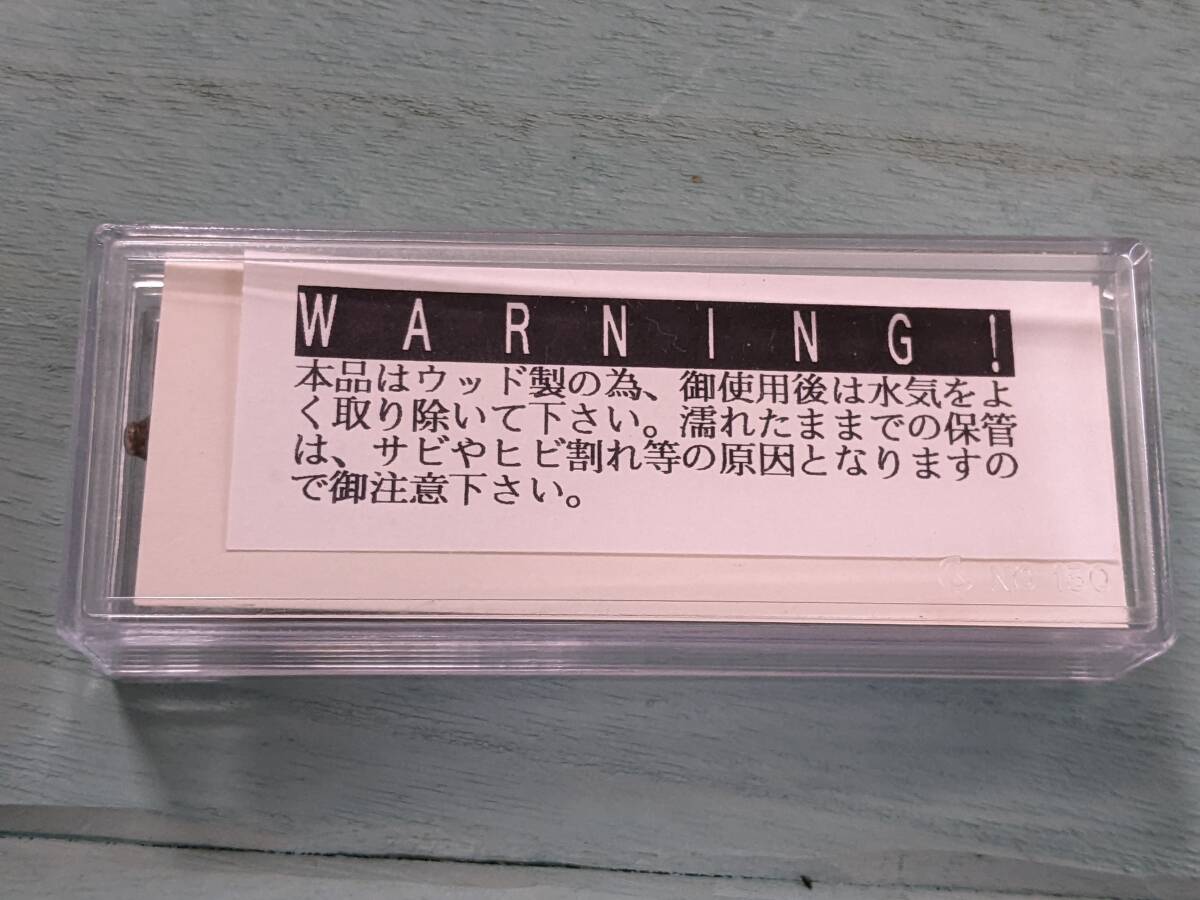 WARNING!
本品はウッド製の為、御使用後は水気をよ
く取り除いて下さい。濡れたままでの保管
は、サビやヒビ割れ等の原因となりますの
で御注意下さい。
NO 150